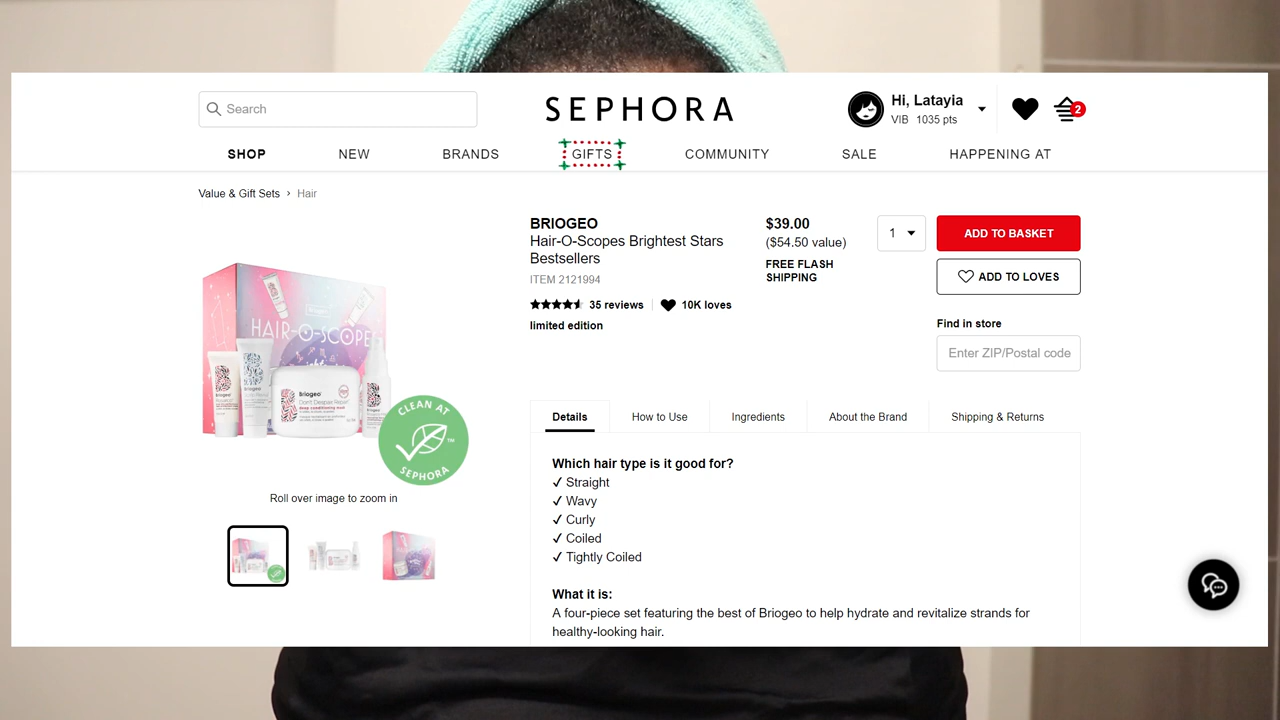 Search
SEPHORA
Hi, Latayia
VIB 1035 pts
2
SHOP NEW BRANDS GIFTS COMMUNITY SALE HAPPENING AT
Value & Gift Sets › Hair
BRIOGEO
Hair-O-Scopes Brightest Stars
Bestsellers
ITEM 2121994
35 reviews 10K loves
limited edition
$39.00
($54.50 value)
FREE FLASH
SHIPPING
1
ADD TO BASKET
ADD TO LOVES
Find in store
Enter ZIP/Postal code
HAIR-O-SCOPES
Briogeo
Briogeo
Don't Despair, Repair!
deep conditioning mask
CLEAN AT
SEPHORA
Roll over image to zoom in
Details How to Use Ingredients About the Brand Shipping & Returns
Which hair type is it good for?
✓ Straight
✓ Wavy
✓ Curly
✓ Coiled
✓ Tightly Coiled
What it is:
A four-piece set featuring the best of Briogeo to help hydrate and revitalize strands for
healthy-looking hair.